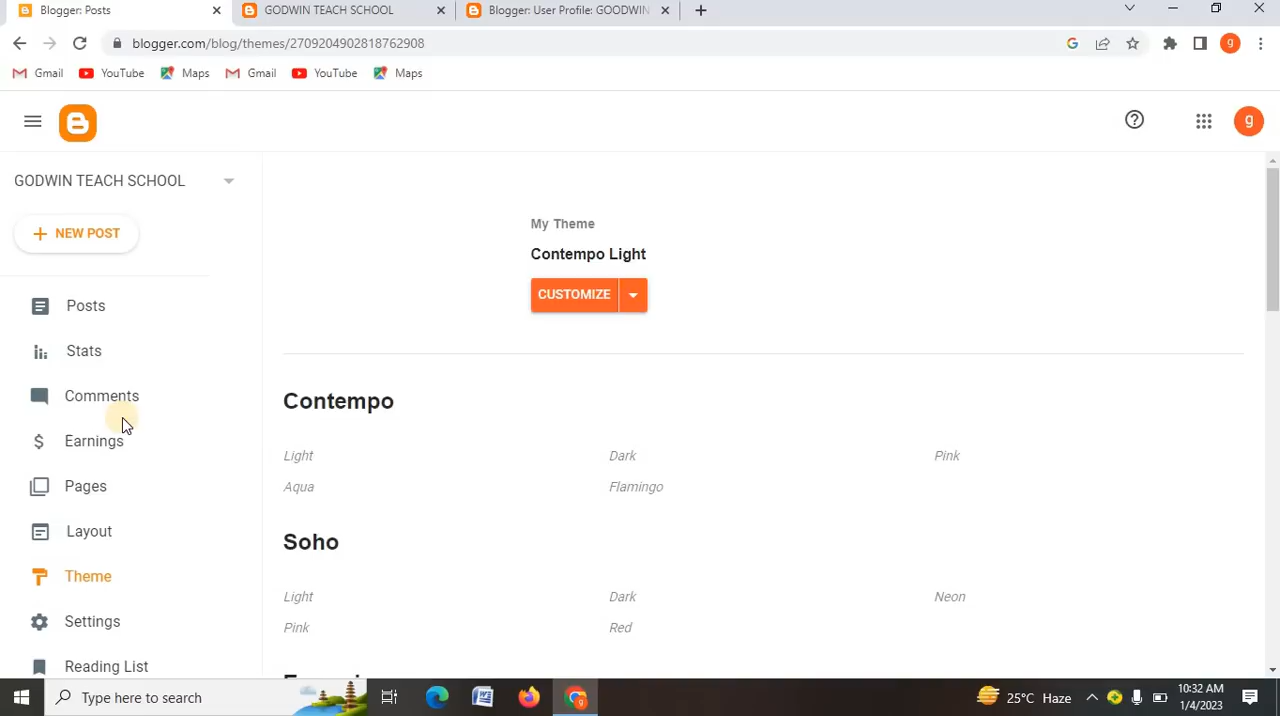 Blogger: Posts
GODWIN TEACH SCHOOL
Blogger: User Profile: GOODWIN
blogger.com/blog/themes/2709204902818762908
g
Gmail
YouTube
Maps
Gmail
YouTube
Maps
g
GODWIN TEACH SCHOOL
NEW POST
Posts
Stats
Comments
Earnings
Pages
Layout
Theme
Settings
Reading List
My Theme
Contempo Light
CUSTOMIZE
Contempo
Light
Dark
Pink
Aqua
Flamingo
Soho
Light
Dark
Neon
Pink
Red
Type here to search
25°C Haze
10:32 AM
1/4/2023